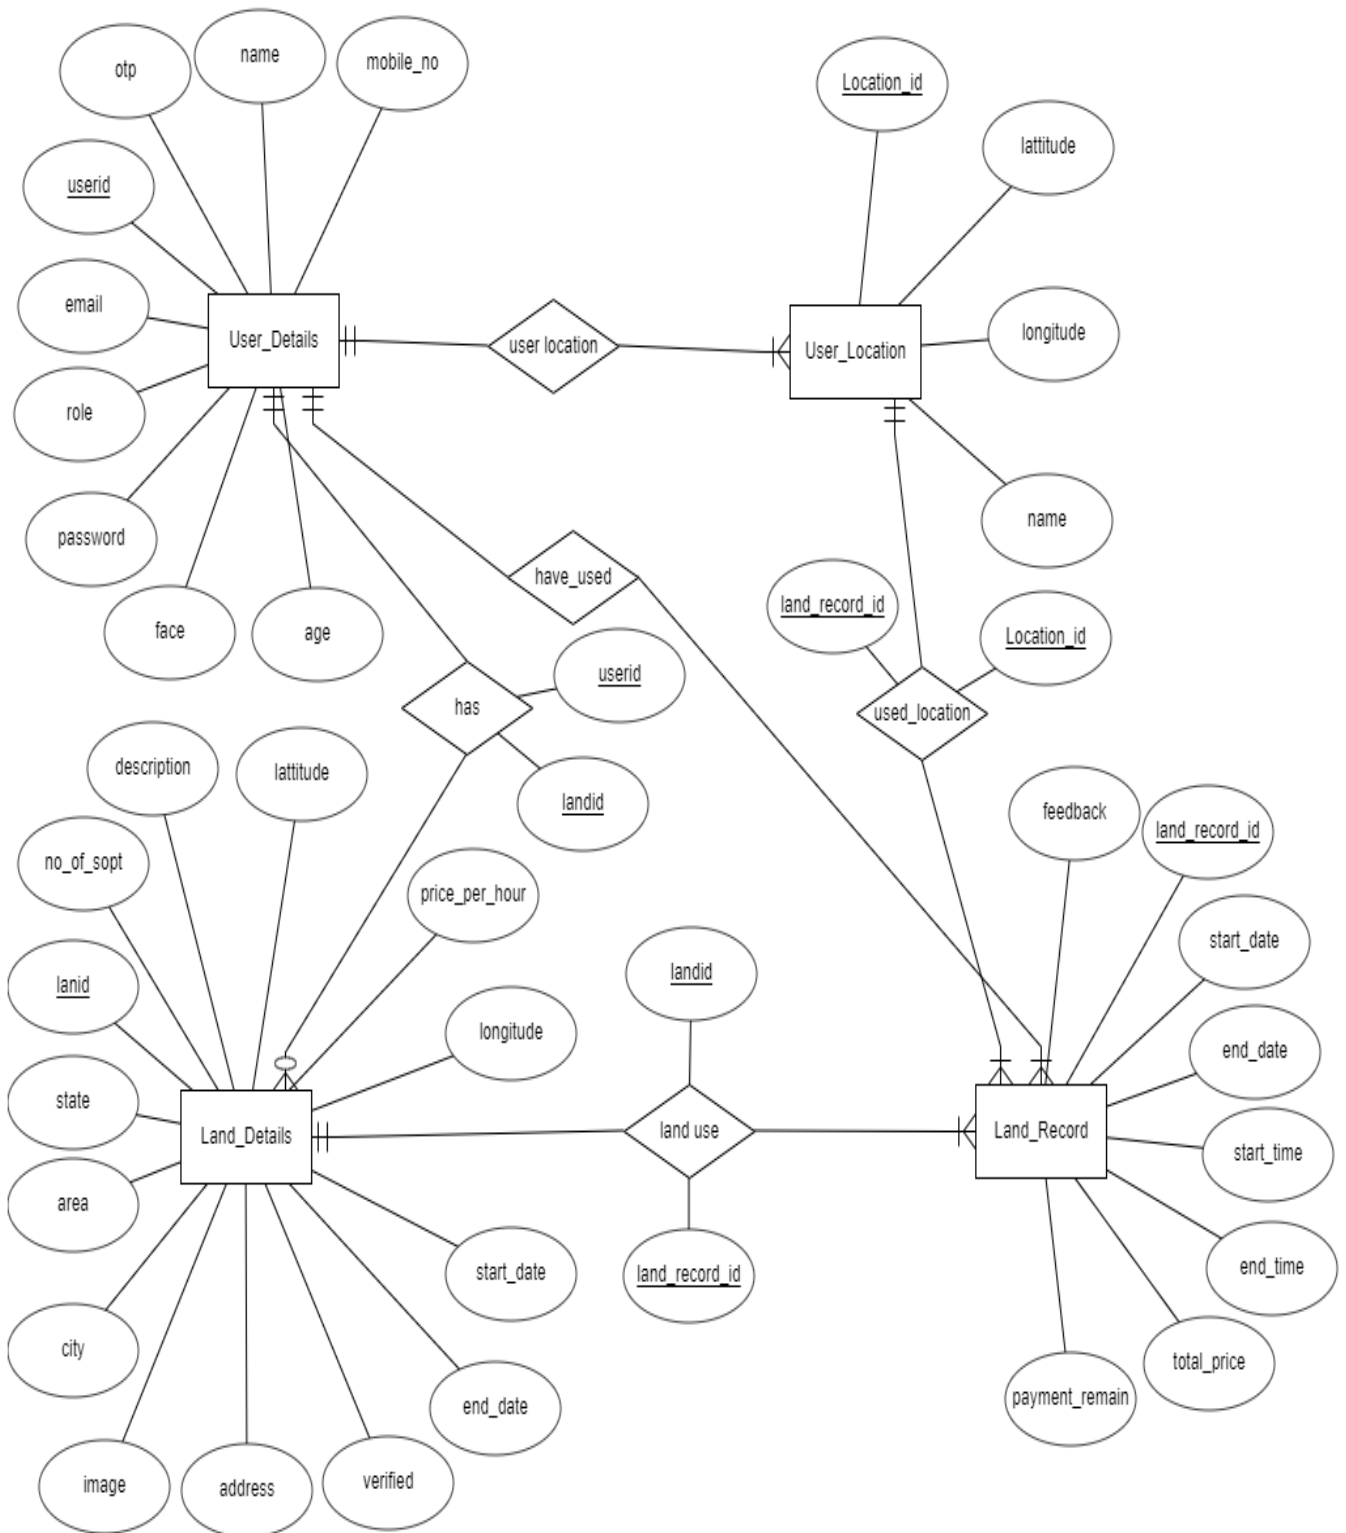 otp
name
mobile_no
Location_id
lattitude
userid
email
User_Details
user location
User_Location
longitude
role
password
name
face
age
have_used
land_record_id
Location_id
userid
has
used_location
description
lattitude
landid
feedback
land_record_id
no_of_sopt
price_per_hour
start_date
lanid
landid
longitude
end_date
state
Land_Details
land use
Land_Record
start_time
area
start_date
land_record_id
end_time
city
total_price
end_date
payment_remain
image
address
verified